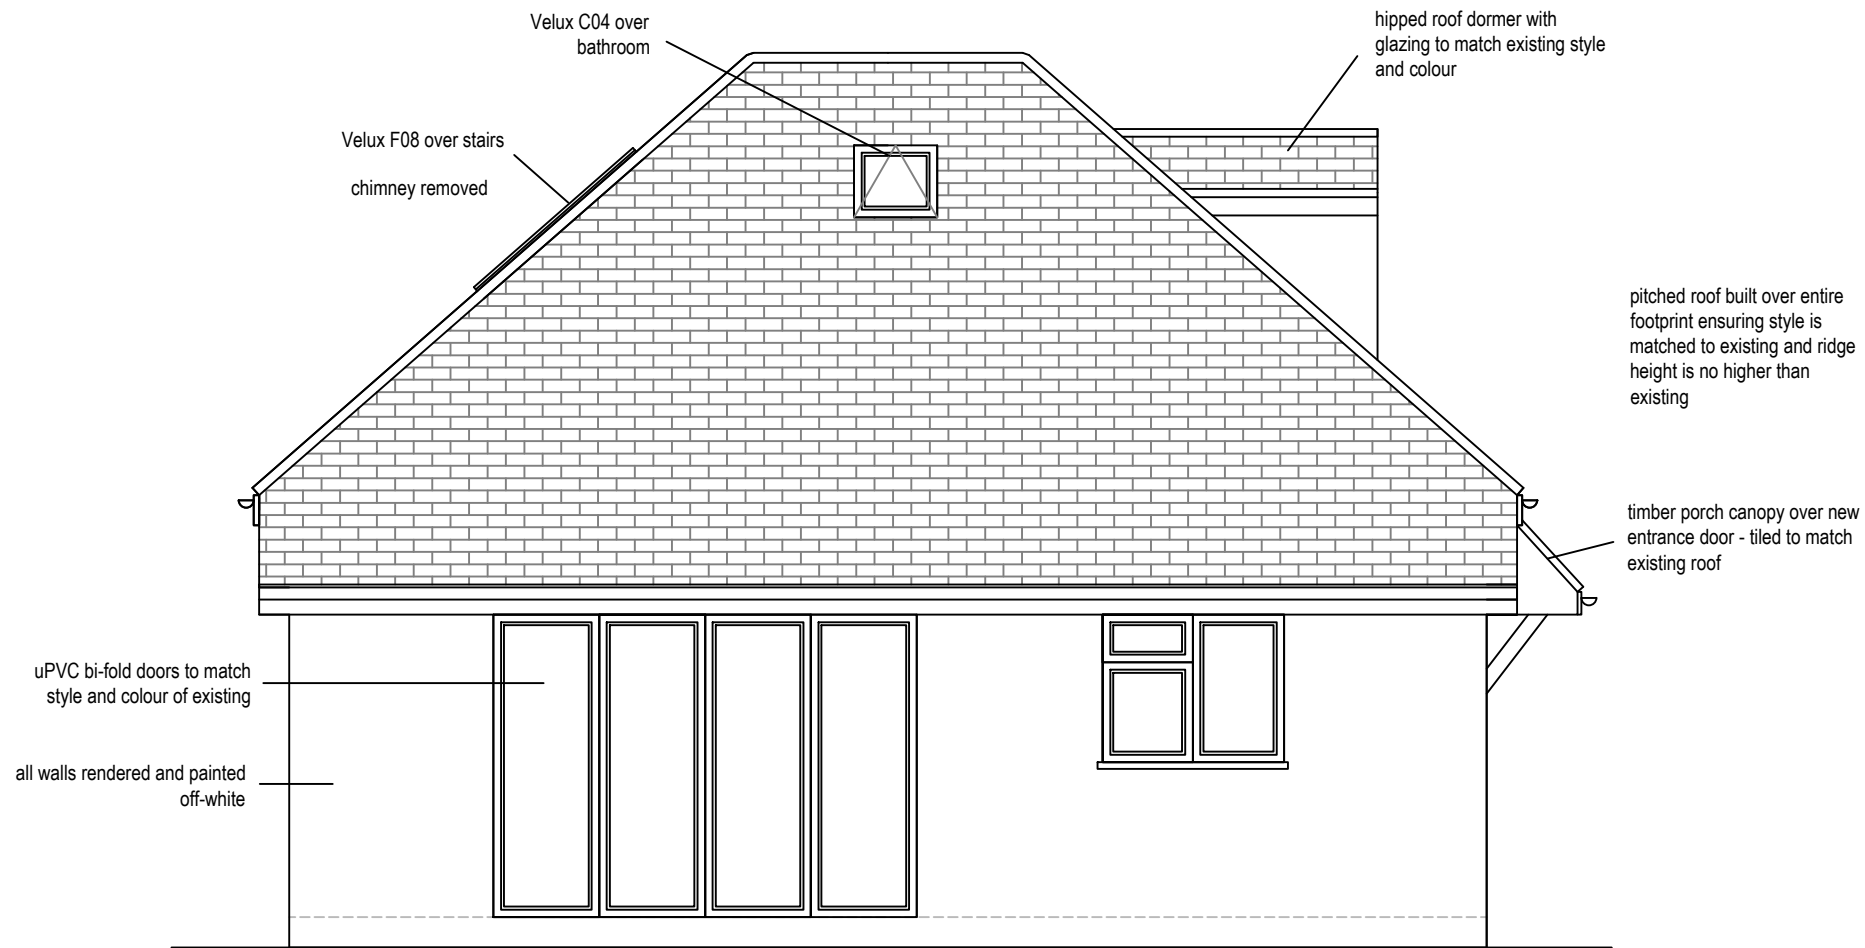 Velux C04 over
bathroom
hipped roof dormer with
glazing to match existing style
and colour
Velux F08 over stairs
chimney removed
pitched roof built over entire
footprint ensuring style is
matched to existing and ridge
height is no higher than
existing
timber porch canopy over new
entrance door - tiled to match
existing roof
uPVC bi-fold doors to match
style and colour of existing
all walls rendered and painted
off-white